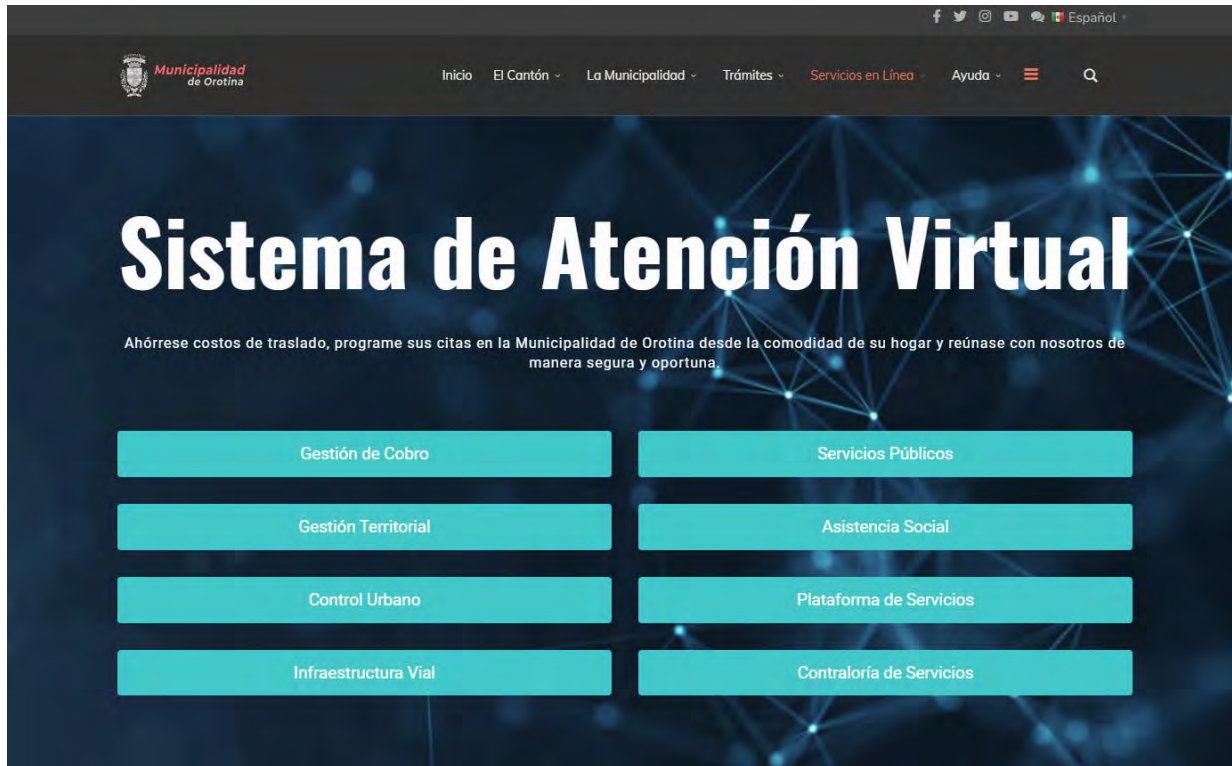 Español
Municipalidad
de Orotina
Inicio El Cantón La Municipalidad Trámites Servicios en Línea Ayuda
Sistema de Atención Virtual
Ahórrese costos de traslado, programe sus citas en la Municipalidad de Orotina desde la comodidad de su hogar y reúnase con nosotros de
manera segura y oportuna.
Gestión de Cobro
Servicios Públicos
Gestión Territorial
Asistencia Social
Control Urbano
Plataforma de Servicios
Infraestructura Vial
Contraloría de Servicios